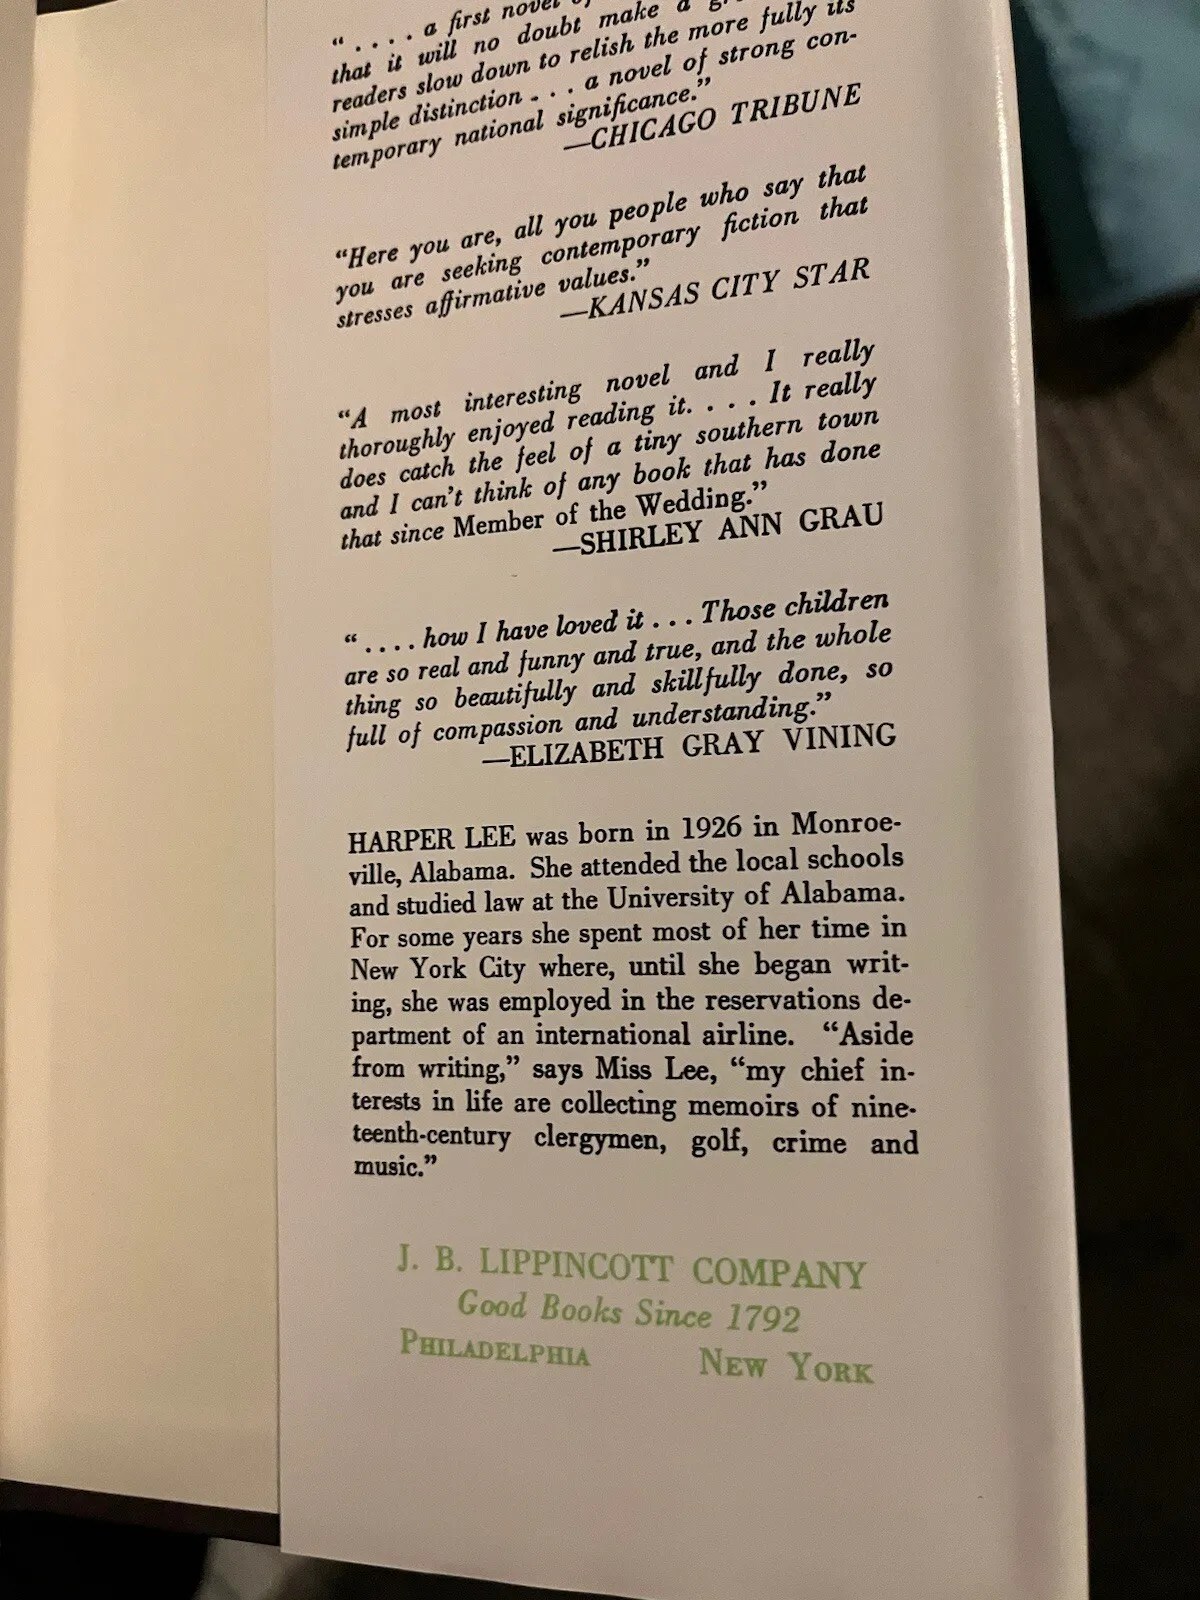 “ . . . . a first novel
that it will no doubt make a
readers slow down to relish the more fully its
simple distinction . . . a novel of strong con-
temporary national significance.”
—CHICAGO TRIBUNE
“Here you are, all you people who say that
you are seeking contemporary fiction that
stresses affirmative values.”
—KANSAS CITY STAR
“A most interesting novel and I really
thoroughly enjoyed reading it. . . . It really
does catch the feel of a tiny southern town
and I can’t think of any book that has done
that since Member of the Wedding.”
—SHIRLEY ANN GRAU
“ . . . . how I have loved it . . . Those children
are so real and funny and true, and the whole
thing so beautifully and skillfully done, so
full of compassion and understanding.”
—ELIZABETH GRAY VINING
HARPER LEE was born in 1926 in Monroe-
ville, Alabama. She attended the local schools
and studied law at the University of Alabama.
For some years she spent most of her time in
New York City where, until she began writ-
ing, she was employed in the reservations de-
partment of an international airline. “Aside
from writing,” says Miss Lee, “my chief in-
terests in life are collecting memoirs of nine-
teenth-century clergymen, golf, crime and
music.”
J. B. LIPPINCOTT COMPANY
Good Books Since 1792
PHILADELPHIA NEW YORK